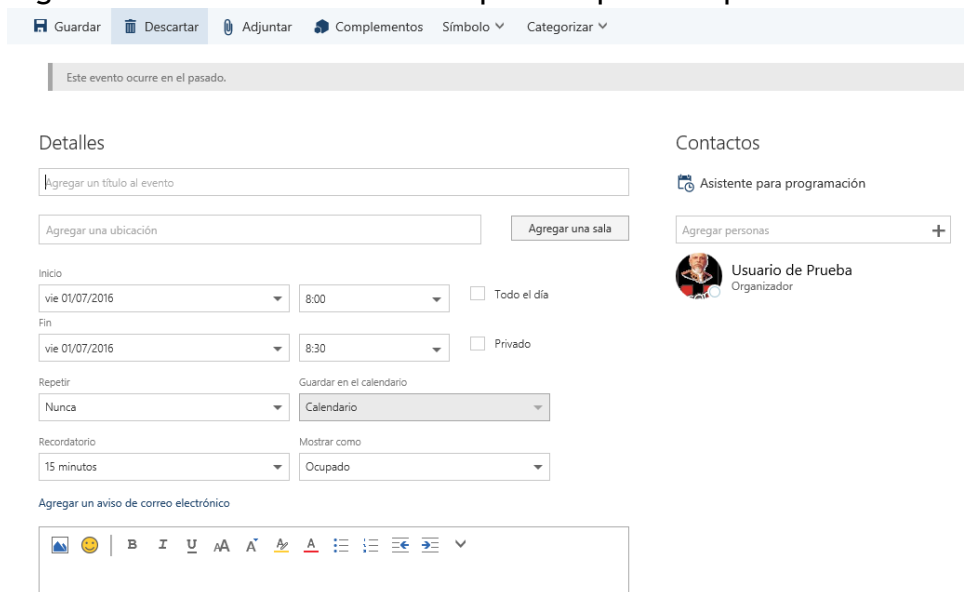 Guardar Descartar Adjuntar Complementos Símbolo Categorizar
Este evento ocurre en el pasado.
Detalles
Agregar un título al evento
Agregar una ubicación Agregar una sala
Inicio
vie 01/07/2016 8:00 Todo el día
Fin
vie 01/07/2016 8:30 Privado
Repetir Guardar en el calendario
Nunca Calendario
Recordatorio Mostrar como
15 minutos Ocupado
Agregar un aviso de correo electrónico
B I U AA A A A
Contactos
Asistente para programación
Agregar personas
Usuario de Prueba
Organizador